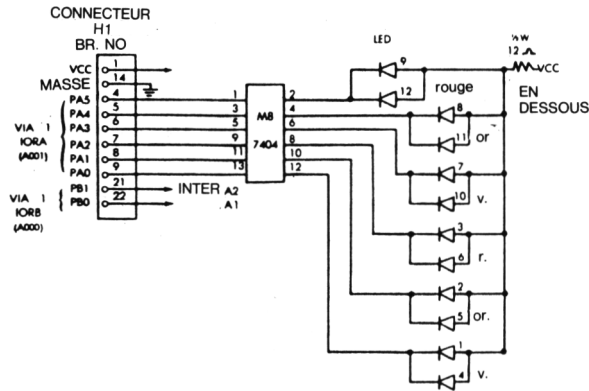 CONNECTEUR
H1
BR. NO
VCC 1
MASSE 14
PA5 4
PA4 5
PA3 6
PA2 7
PA1 8
PA0 9
PB1 21
PB0 22
VIA 1
IORA
(A001)
VIA 1
IORB
(A000)
INTER A2
A1
1
3
5
9
11
13
M8
7404
2
4
6
8
10
12
LED
9
12
rouge
8
11 or
7
10 v.
3
6 r.
2
5 or.
1
4 v.
½W
12 Ω VCC
EN
DESSOUS